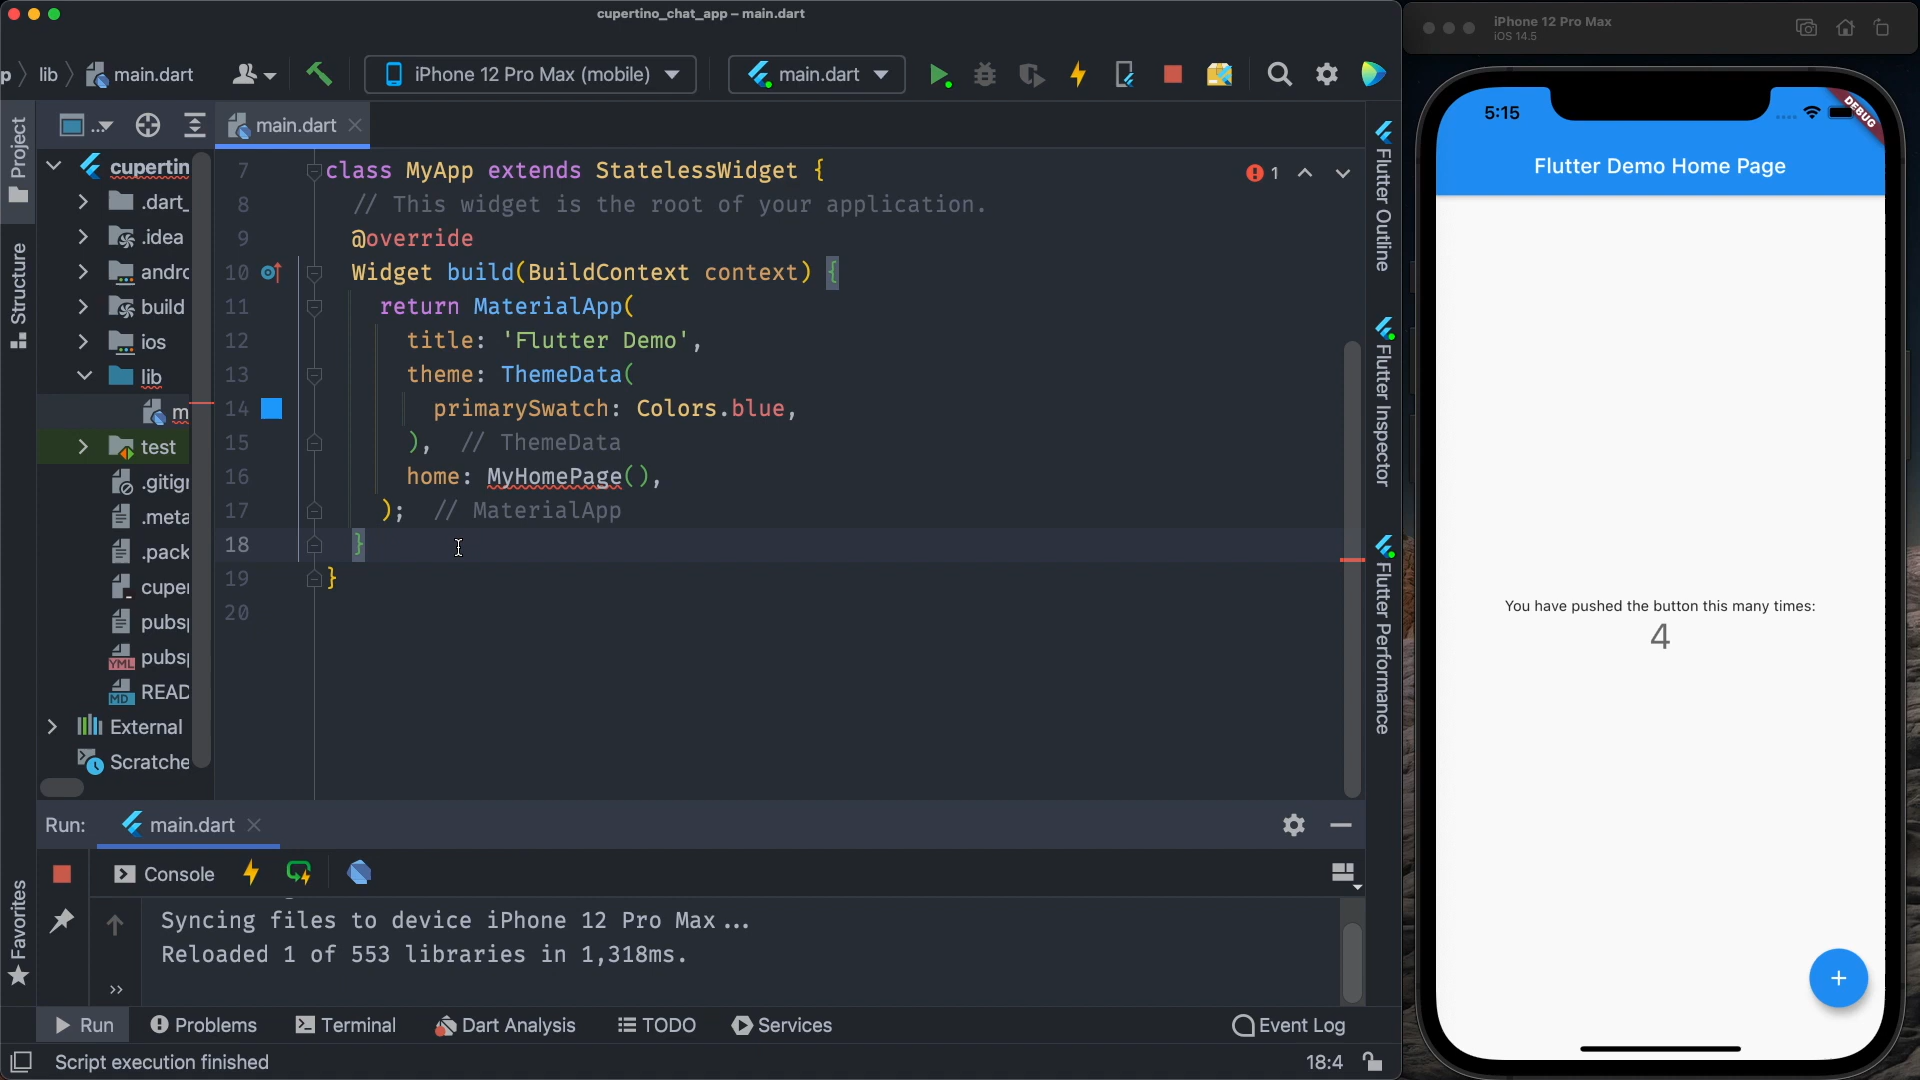 cupertino_chat_app – main.dart
iPhone 12 Pro Max
iOS 14.5
p
lib
main.dart
iPhone 12 Pro Max (mobile)
main.dart
Project
main.dart
5:15
DEBUG
Flutter Demo Home Page
cupertin
.dart_
.idea
andro
build
ios
lib
m
test
.gitigr
.meta
.pack
cuper
pubsp
pubsp
READ
External
Scratche
7 class MyApp extends StatelessWidget {
8 // This widget is the root of your application.
9 @override
10 Widget build(BuildContext context) {
11 return MaterialApp(
12 title: 'Flutter Demo',
13 theme: ThemeData(
14 primarySwatch: Colors.blue,
15 ), // ThemeData
16 home: MyHomePage(),
17 ); // MaterialApp
18 }
19 }
20
1
Structure
Favorites
Flutter Outline
Flutter Inspector
Flutter Performance
You have pushed the button this many times:
4
Run:
main.dart
Console
Syncing files to device iPhone 12 Pro Max...
Reloaded 1 of 553 libraries in 1,318ms.
Run
Problems
Terminal
Dart Analysis
TODO
Services
Event Log
Script execution finished
18:4